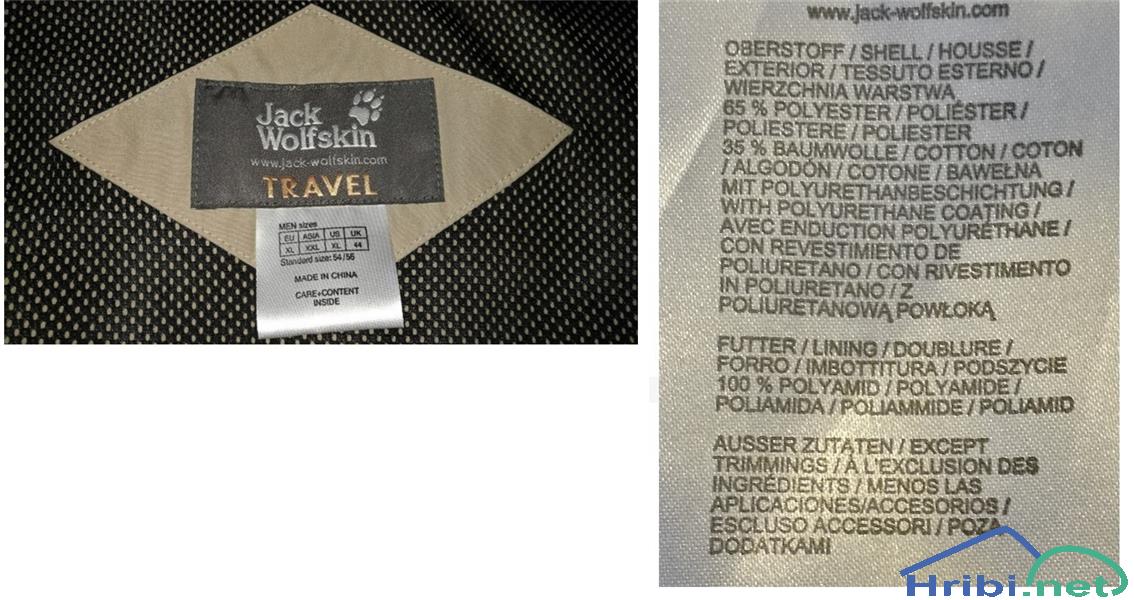 Jack
Wolfskin
www.jack-wolfskin.com
TRAVEL
MEN sizes
EU ASIA US UK
XL XXL XL 44
Standard size: 54/56
MADE IN CHINA
CARE+CONTENT
INSIDE
www.jack-wolfskin.com
OBERSTOFF / SHELL / HOUSSE /
EXTERIOR / TESSUTO ESTERNO /
WIERZCHNIA WARSTWA
65 % POLYESTER / POLIÉSTER /
POLIESTERE / POLIESTER
35 % BAUMWOLLE / COTTON / COTON
/ ALGODÓN / COTONE / BAWEŁNA
MIT POLYURETHANBESCHICHTUNG /
WITH POLYURETHANE COATING /
AVEC ENDUCTION POLYURÉTHANE /
CON REVESTIMIENTO DE
POLIURETANO / CON RIVESTIMENTO
IN POLIURETANO / Z
POLIURETANOWĄ POWŁOKĄ
FUTTER / LINING / DOUBLURE /
FORRO / IMBOTTITURA / PODSZYCIE
100 % POLYAMID / POLYAMIDE /
POLIAMIDA / POLIAMMIDE / POLIAMID
AUSSER ZUTATEN / EXCEPT
TRIMMINGS / À L'EXCLUSION DES
INGRÉDIENTS / MENOS LAS
APLICACIONES/ACCESORIOS /
ESCLUSO ACCESSORI / POZA
DODATKAMI
Hribi.net